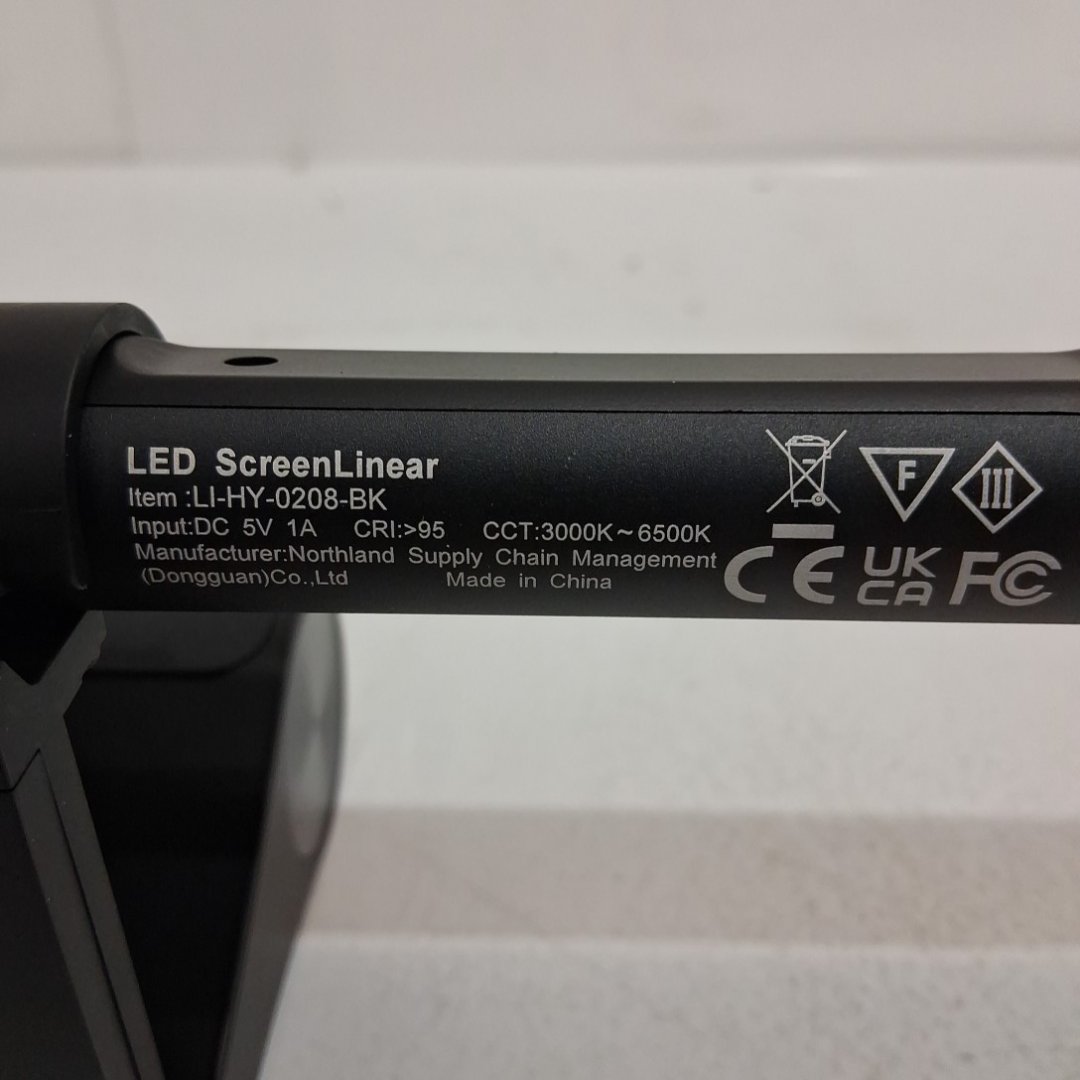 LED ScreenLinear
Item :LI-HY-0208-BK
Input:DC 5V 1A CRI:>95 CCT:3000K~6500K
Manufacturer:Northland Supply Chain Management
(Dongguan)Co.,Ltd Made in China
F
III
CE
UK
CA
FC